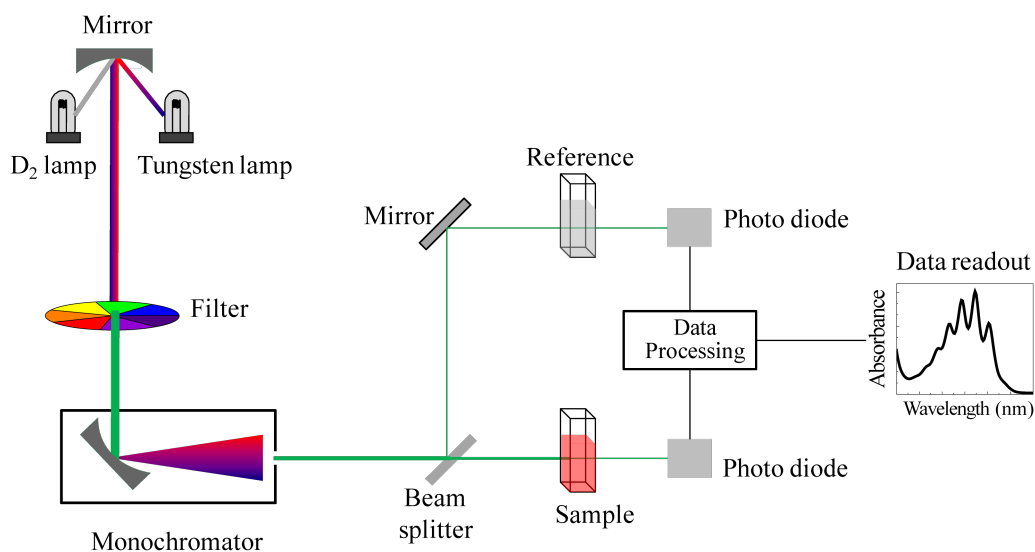 Mirror
D₂ lamp
Tungsten lamp
Filter
Monochromator
Mirror
Reference
Photo diode
Beam
splitter
Sample
Photo diode
Data
Processing
Data readout
Absorbance
Wavelength (nm)